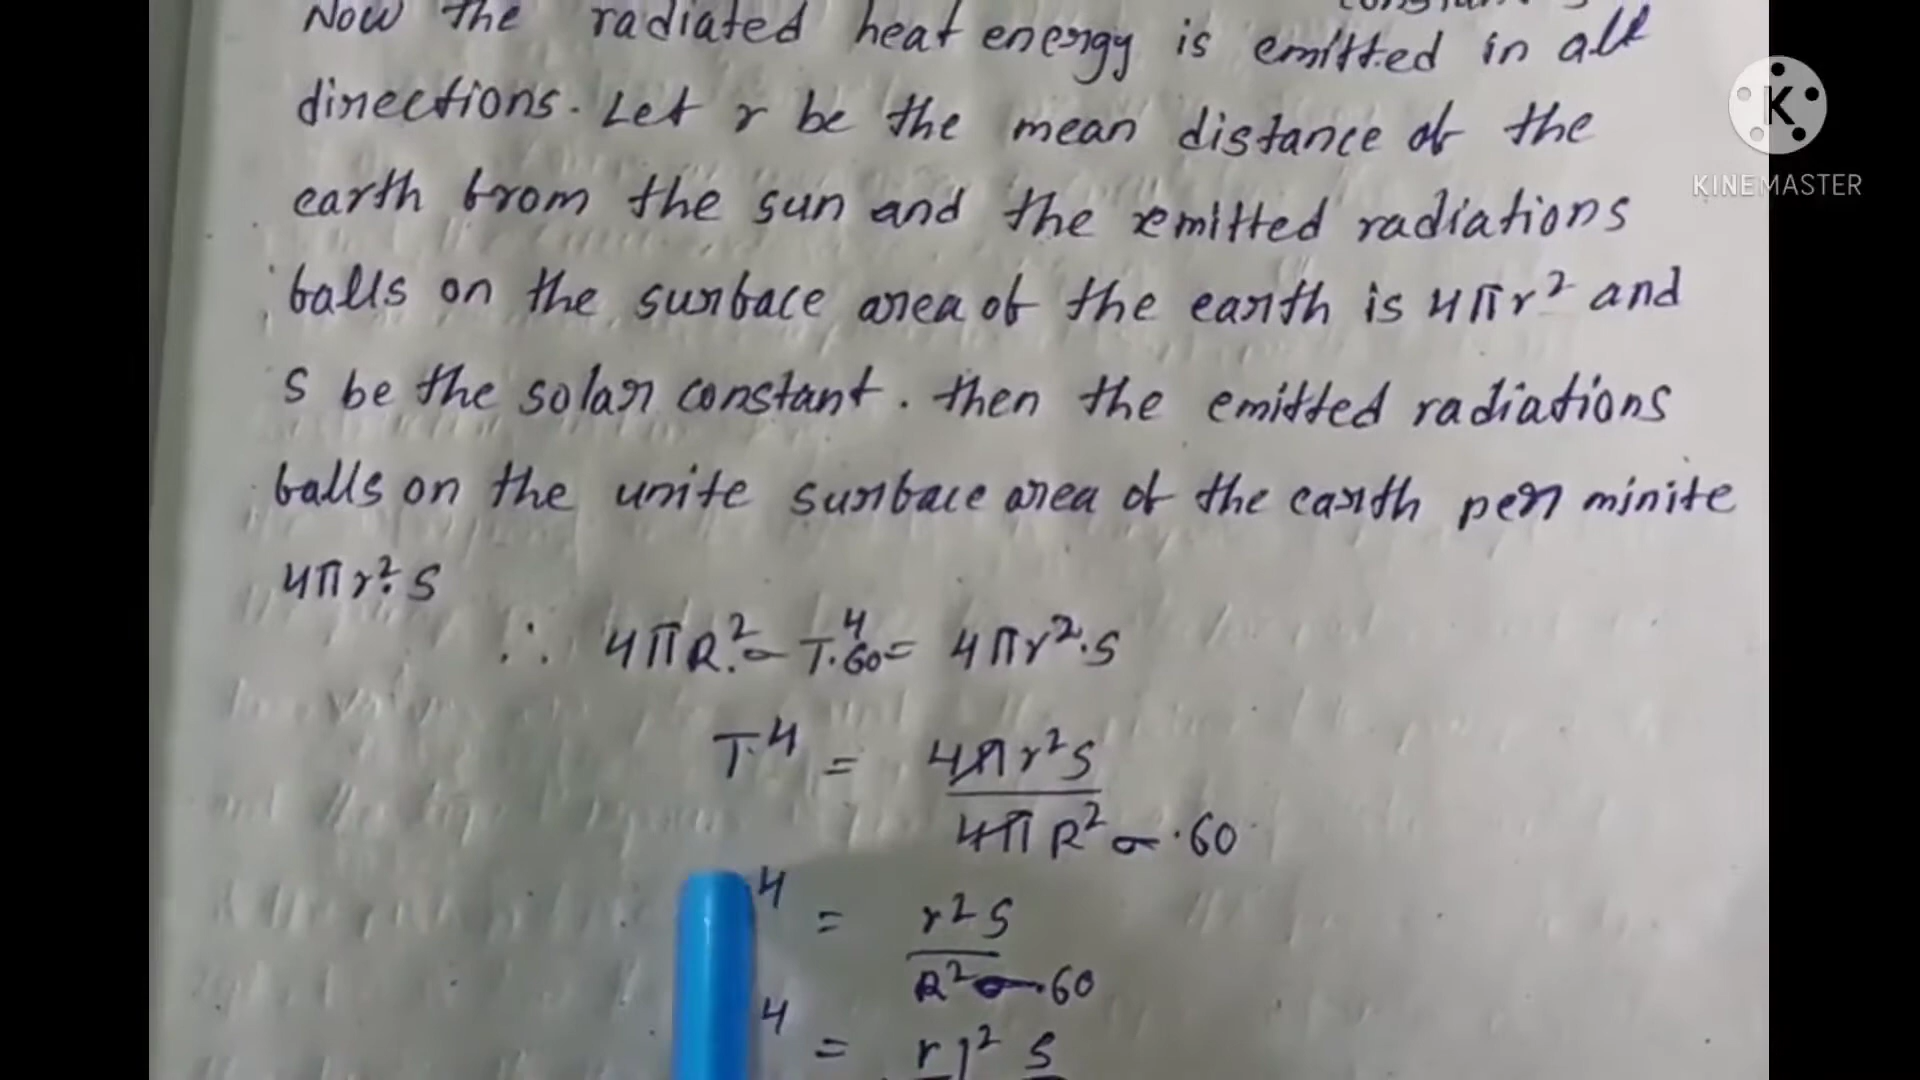 Now the radiated heat energy is emitted in all
directions. Let r be the mean distance of the
earth from the sun and the emitted radiations
falls on the surface area of the earth is 4πr² and
S be the solar constant. then the emitted radiations
falls on the unite surface area of the earth per minite
4πr².S
∴ 4πR².σT⁴.60 = 4πr².S
T⁴ = 4πr²S / 4πR²σ.60
⁴ = r²S / R²σ.60
⁴ = r)² S
KINEMASTER